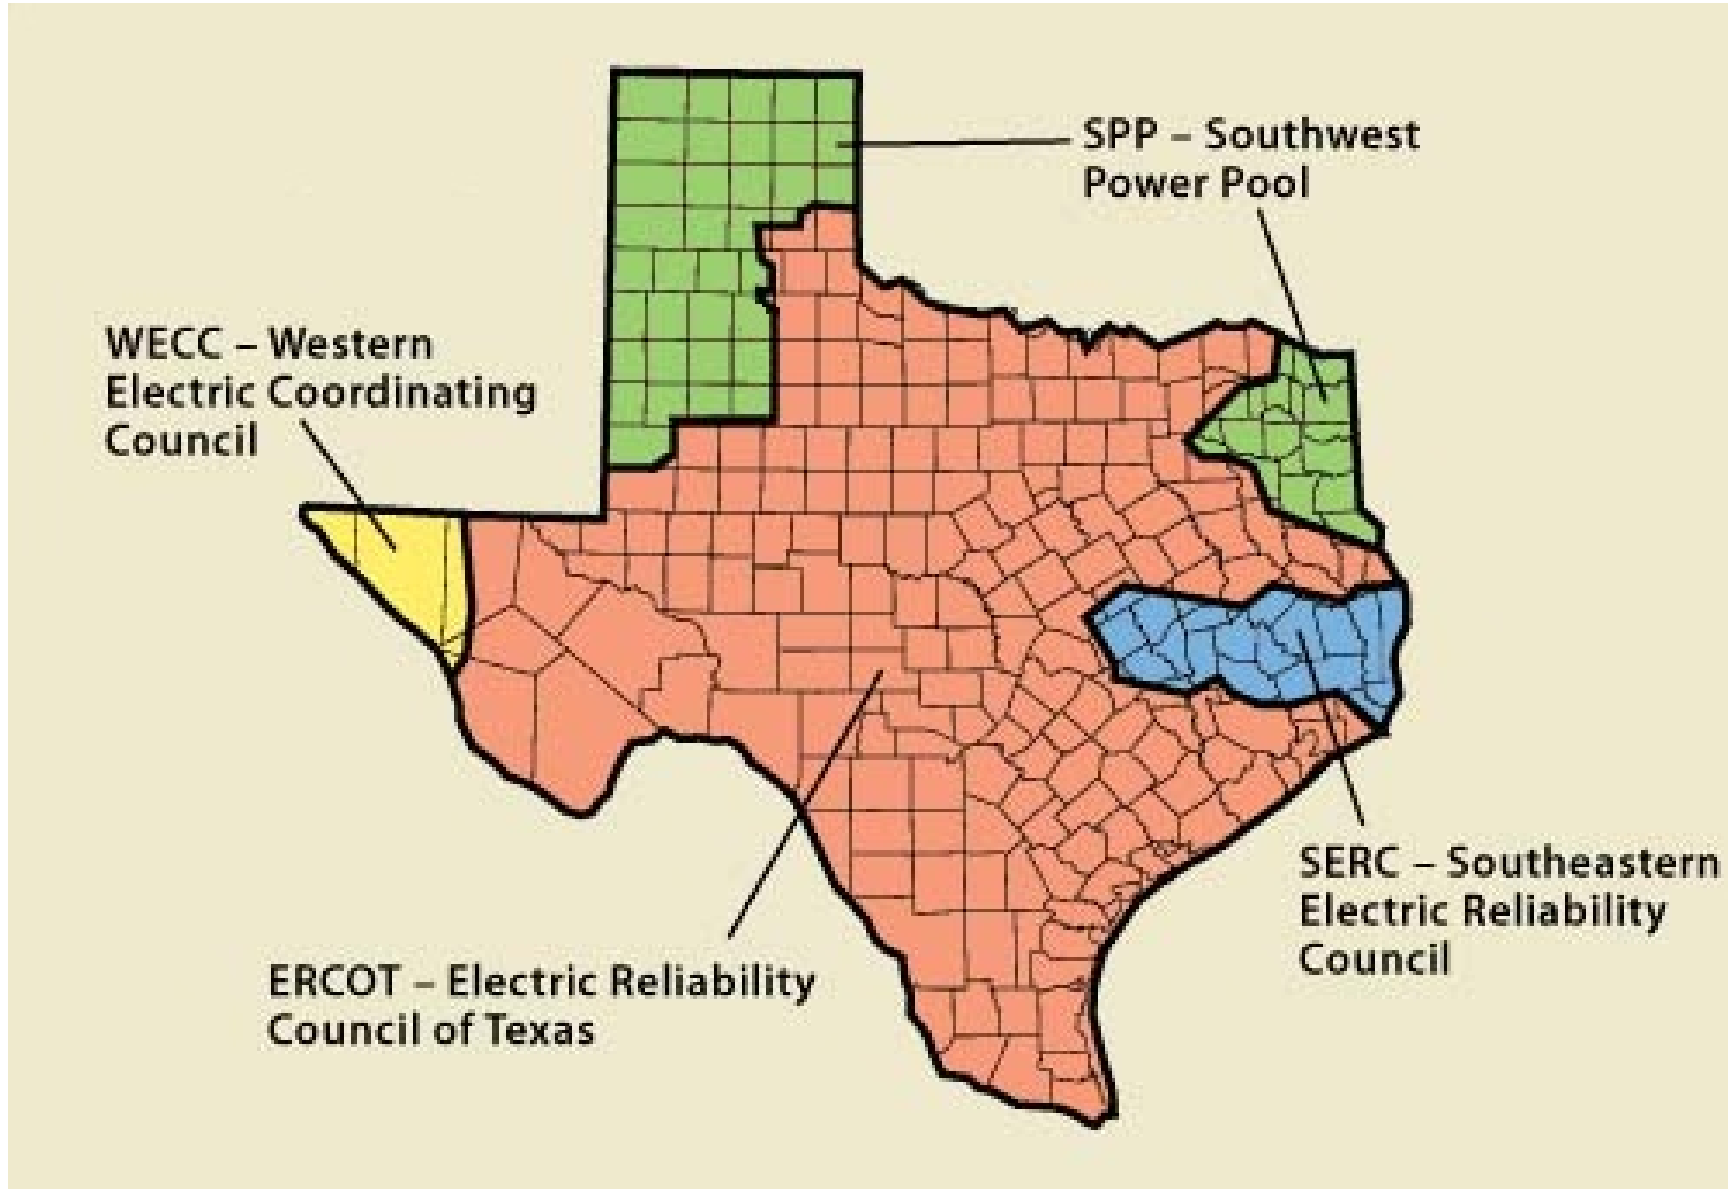 SPP – Southwest
Power Pool
WECC – Western
Electric Coordinating
Council
SERC – Southeastern
Electric Reliability
Council
ERCOT – Electric Reliability
Council of Texas